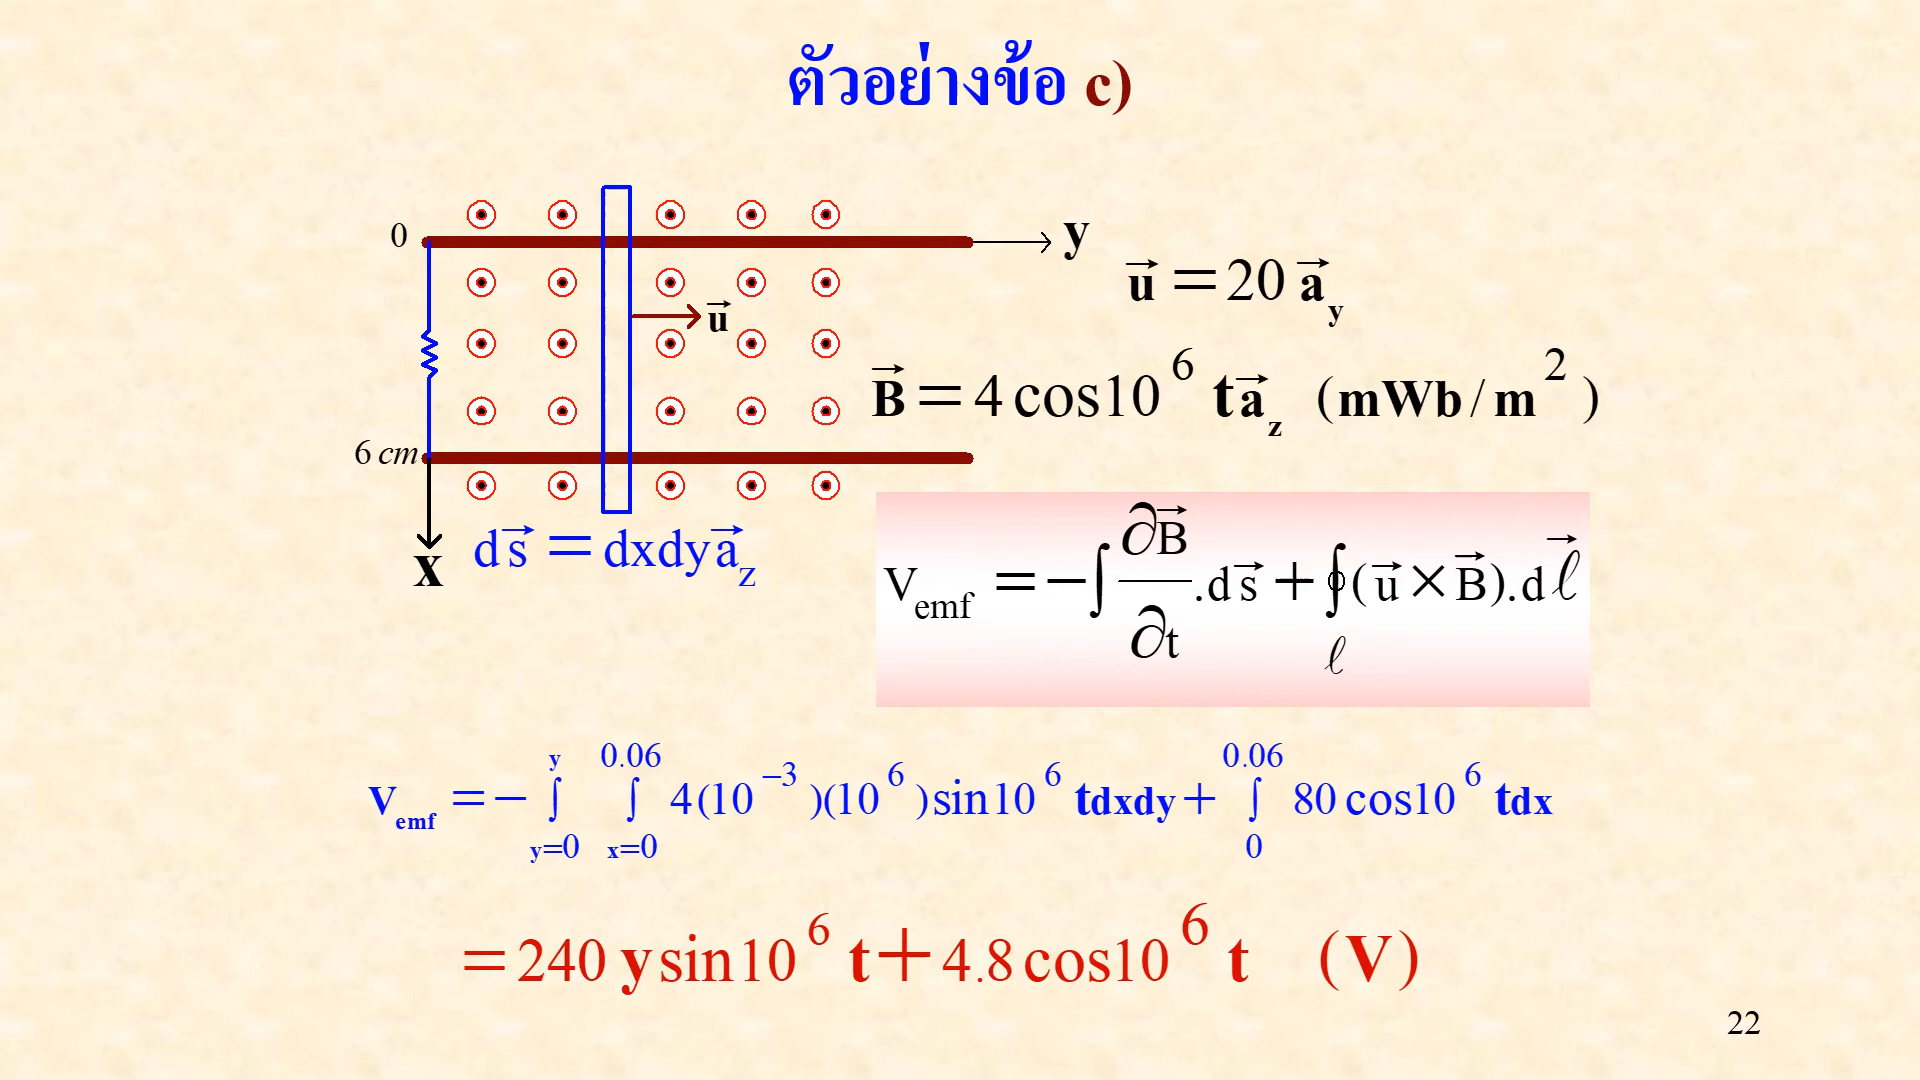 ตัวอย่างข้อ c)
0
y
u⃗
6 cm
x
ds⃗ = dxdya⃗_z
u⃗ = 20 a⃗_y
B⃗ = 4 cos10^6 t a⃗_z (mWb/m^2)
V_emf = −∫ ∂B⃗/∂t .ds⃗ + ∮_ℓ (u⃗ × B⃗).dℓ⃗
V_emf = − ∫_{y=0}^{y} ∫_{x=0}^{0.06} 4(10^{−3})(10^6)sin10^6 tdxdy + ∫_0^{0.06} 80 cos10^6 tdx
= 240 y sin10^6 t + 4.8 cos10^6 t (V)
22